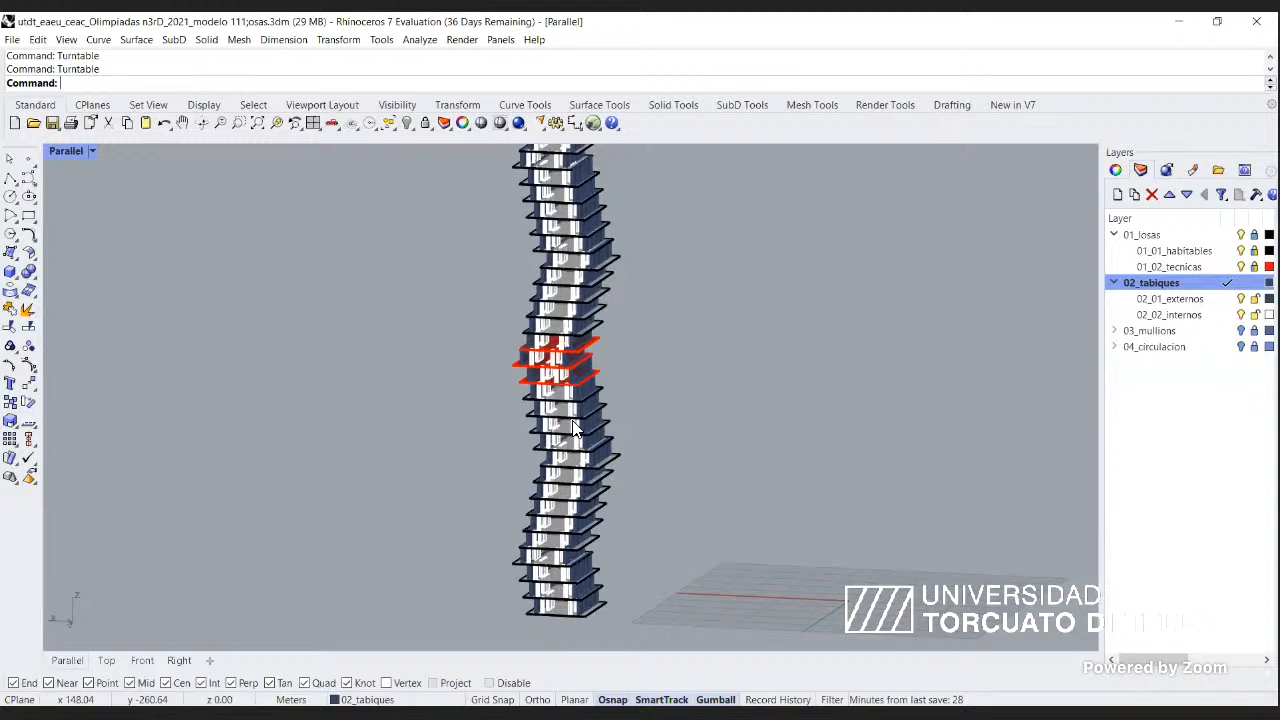 utdt_eaeu_ceac_Olimpiadas n3rD_2021_modelo 111;osas.3dm (29 MB) - Rhinoceros 7 Evaluation (36 Days Remaining) - [Parallel]
File Edit View Curve Surface SubD Solid Mesh Dimension Transform Tools Analyze Render Panels Help
Command: Turntable
Command: Turntable
Command:
Standard CPlanes Set View Display Select Viewport Layout Visibility Transform Curve Tools Surface Tools Solid Tools SubD Tools Mesh Tools Render Tools Drafting New in V7
Parallel
Layers
Layer
01_losas
01_01_habitables
01_02_tecnicas
02_tabiques
02_01_externos
02_02_internos
03_mullions
04_circulacion
z
x
UNIVERSIDAD
TORCUATO
Powered by Zoom
Parallel Top Front Right
End Near Point Mid Cen Int Perp Tan Quad Knot Vertex Project Disable
CPlane x 148.04 y -260.64 z 0.00 Meters 02_tabiques Grid Snap Ortho Planar Osnap SmartTrack Gumball Record History Filter Minutes from last save: 28